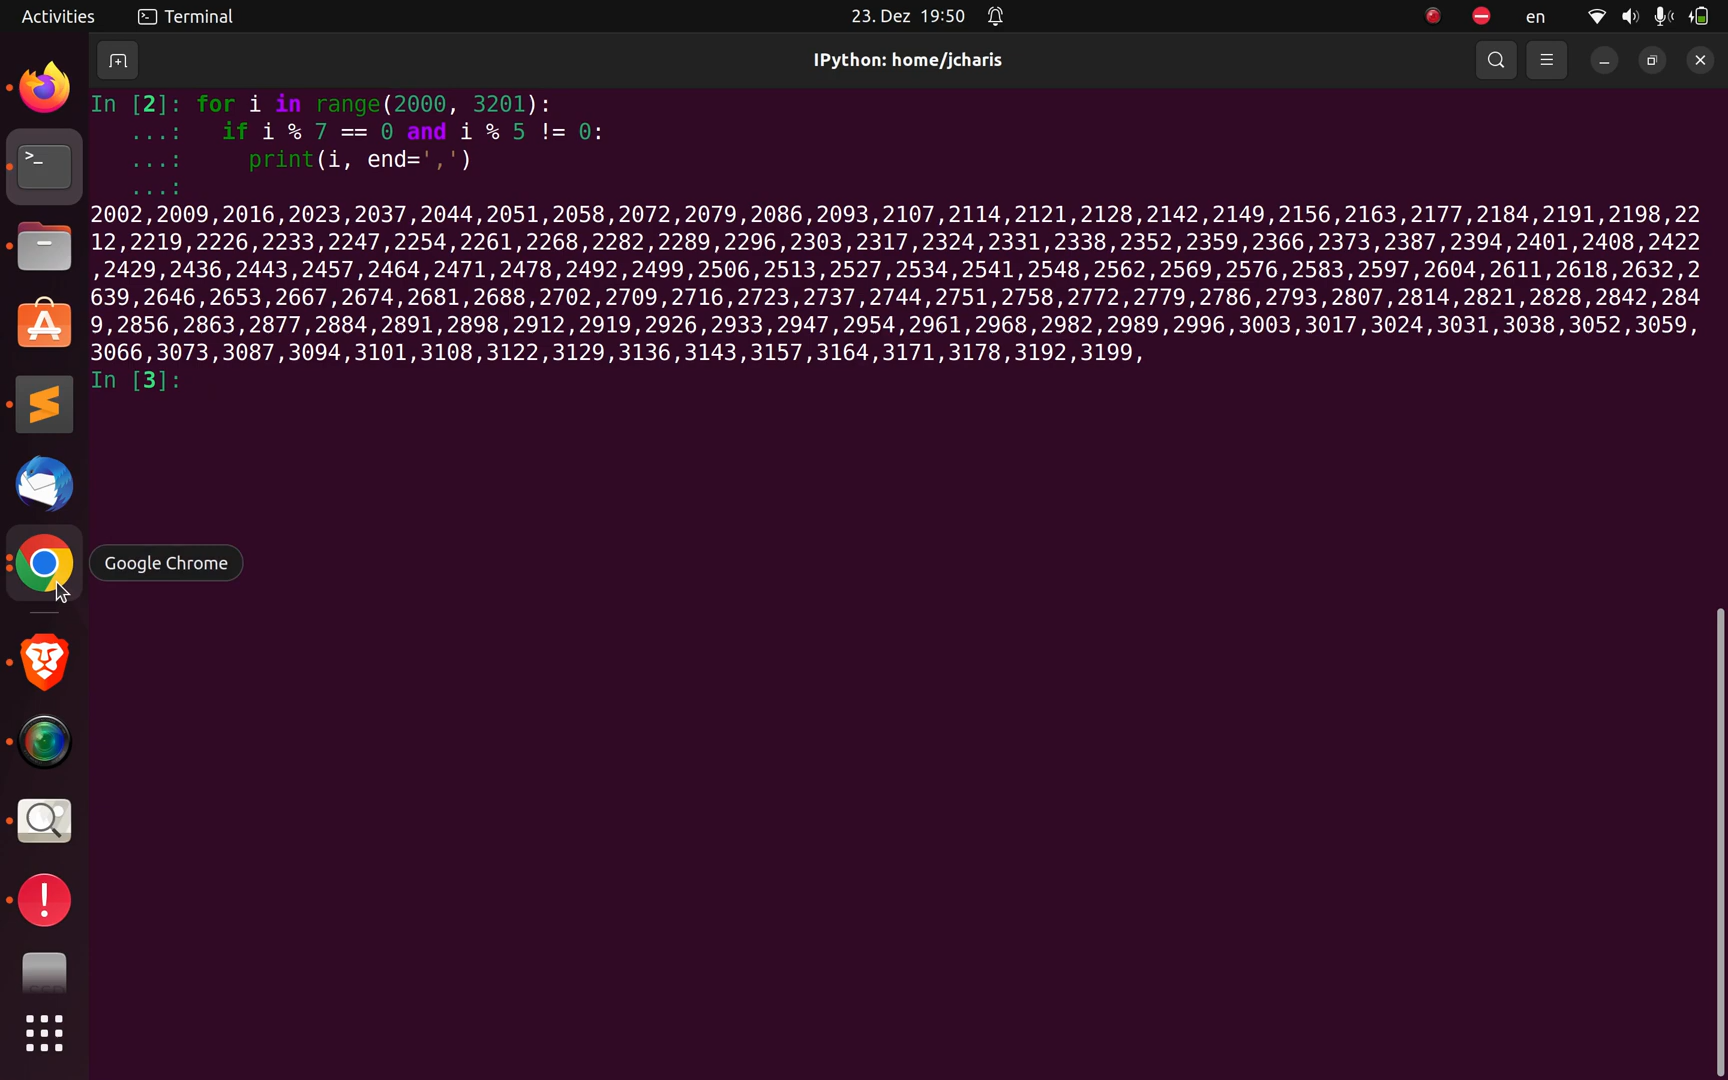 Activities Terminal 23. Dez 19:50 en
IPython: home/jcharis
In [2]: for i in range(2000, 3201):
...: if i % 7 == 0 and i % 5 != 0:
...: print(i, end=',')
...:
2002,2009,2016,2023,2037,2044,2051,2058,2072,2079,2086,2093,2107,2114,2121,2128,2142,2149,2156,2163,2177,2184,2191,2198,22
12,2219,2226,2233,2247,2254,2261,2268,2282,2289,2296,2303,2317,2324,2331,2338,2352,2359,2366,2373,2387,2394,2401,2408,2422
,2429,2436,2443,2457,2464,2471,2478,2492,2499,2506,2513,2527,2534,2541,2548,2562,2569,2576,2583,2597,2604,2611,2618,2632,2
639,2646,2653,2667,2674,2681,2688,2702,2709,2716,2723,2737,2744,2751,2758,2772,2779,2786,2793,2807,2814,2821,2828,2842,284
9,2856,2863,2877,2884,2891,2898,2912,2919,2926,2933,2947,2954,2961,2968,2982,2989,2996,3003,3017,3024,3031,3038,3052,3059,
3066,3073,3087,3094,3101,3108,3122,3129,3136,3143,3157,3164,3171,3178,3192,3199,
In [3]:
Google Chrome